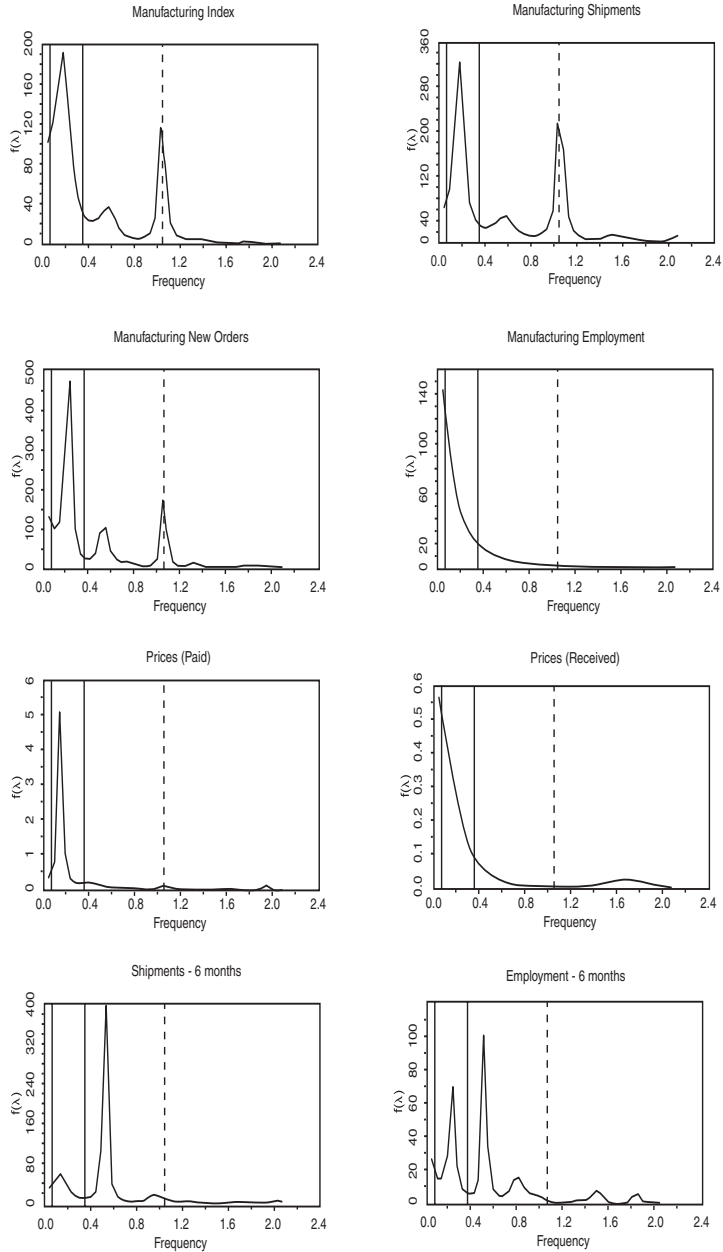 Manufacturing Index
f(λ)
0 40 80 120 160 200
0.0 0.4 0.8 1.2 1.6 2.0 2.4
Frequency
Manufacturing Shipments
f(λ)
0 40 120 200 280 360
0.0 0.4 0.8 1.2 1.6 2.0 2.4
Frequency
Manufacturing New Orders
f(λ)
0 100 200 300 400 500
0.0 0.4 0.8 1.2 1.6 2.0 2.4
Frequency
Manufacturing Employment
f(λ)
0 20 60 100 140
0.0 0.4 0.8 1.2 1.6 2.0 2.4
Frequency
Prices (Paid)
f(λ)
0 1 2 3 4 5 6
0.0 0.4 0.8 1.2 1.6 2.0 2.4
Frequency
Prices (Received)
f(λ)
0.0 0.1 0.2 0.3 0.4 0.5 0.6
0.0 0.4 0.8 1.2 1.6 2.0 2.4
Frequency
Shipments - 6 months
f(λ)
0 80 160 240 320 400
0.0 0.4 0.8 1.2 1.6 2.0 2.4
Frequency
Employment - 6 months
f(λ)
0 20 40 60 80 100
0.0 0.4 0.8 1.2 1.6 2.0 2.4
Frequency